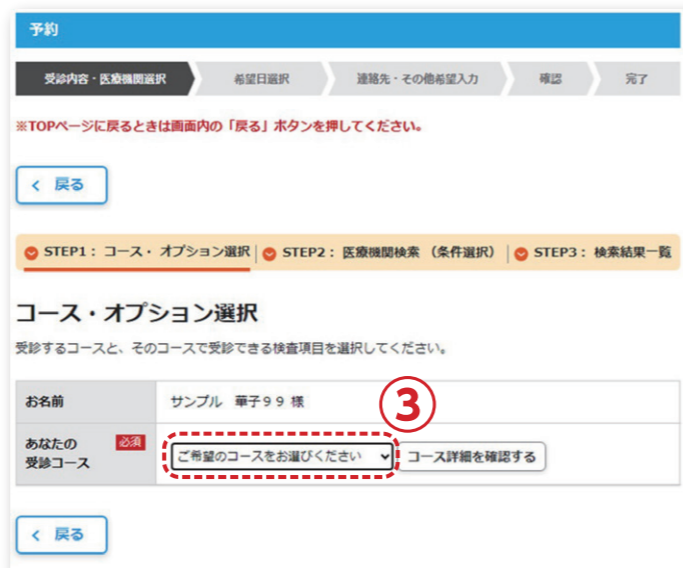 予約
受診内容・医療機関選択 希望日選択 連絡先・その他希望入力 確認 完了
※TOPページに戻るときは画面内の「戻る」ボタンを押してください。
< 戻る
STEP1：コース・オプション選択 STEP2：医療機関検索（条件選択） STEP3：検索結果一覧
コース・オプション選択
受診するコースと、そのコースで受診できる検査項目を選択してください。
お名前 サンプル 華子９９ 様 ③
あなたの受診コース 必須 ご希望のコースをお選びください コース詳細を確認する
< 戻る